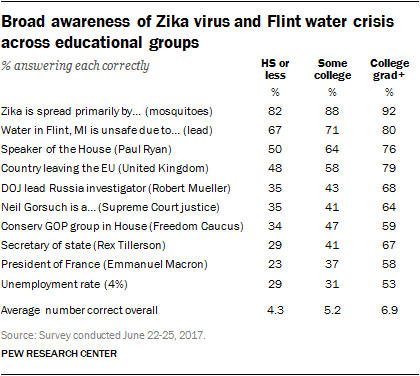 Broad awareness of Zika virus and Flint water crisis
across educational groups
% answering each correctly
HS or less Some college College grad+
% % %
Zika is spread primarily by... (mosquitoes) 82 88 92
Water in Flint, MI is unsafe due to... (lead) 67 71 80
Speaker of the House (Paul Ryan) 50 64 76
Country leaving the EU (United Kingdom) 48 58 79
DOJ lead Russia investigator (Robert Mueller) 35 43 68
Neil Gorsuch is a... (Supreme Court justice) 35 41 64
Conserv GOP group in House (Freedom Caucus) 34 47 59
Secretary of state (Rex Tillerson) 29 41 67
President of France (Emmanuel Macron) 23 37 58
Unemployment rate (4%) 29 31 53
Average number correct overall 4.3 5.2 6.9
Source: Survey conducted June 22-25, 2017.
PEW RESEARCH CENTER